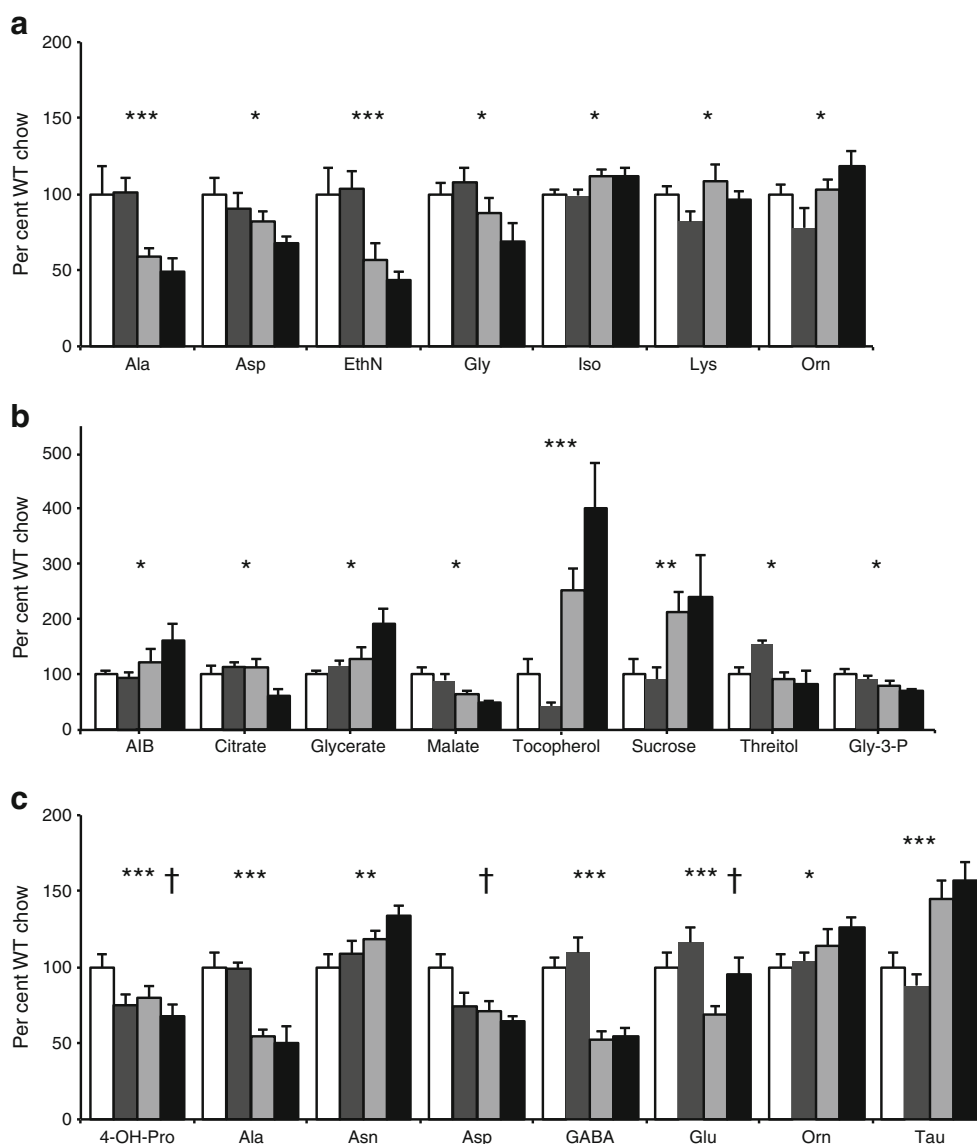 a
Per cent WT chow
200
150
100
50
0
*** * *** * * * *
Ala Asp EthN Gly Iso Lys Orn
b
Per cent WT chow
500
400
300
200
100
0
* * * * *** ** * *
AIB Citrate Glycerate Malate Tocopherol Sucrose Threitol Gly-3-P
c
Per cent WT chow
200
150
100
50
0
*** † *** ** † *** *** † * ***
4-OH-Pro Ala Asn Asp GABA Glu Orn Tau